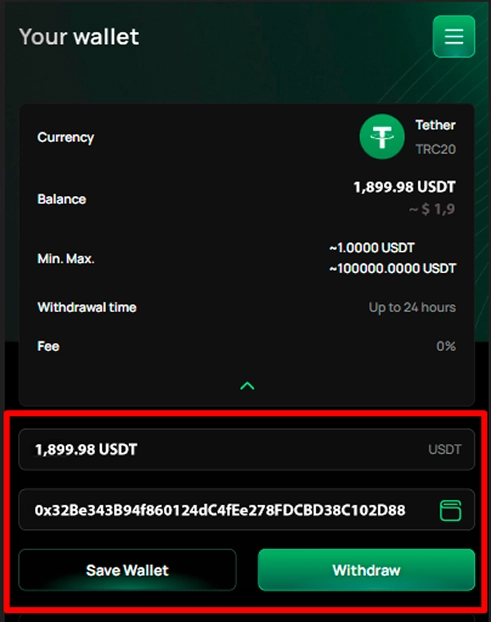 Your wallet
Currency
Tether
TRC20
Balance
1,899.98 USDT
~ $ 1,9
Min. Max.
~1.0000 USDT
~100000.0000 USDT
Withdrawal time
Up to 24 hours
Fee
0%
1,899.98 USDT
USDT
0x32Be343B94f860124dC4fEe278FDCBD38C102D88
Save Wallet
Withdraw